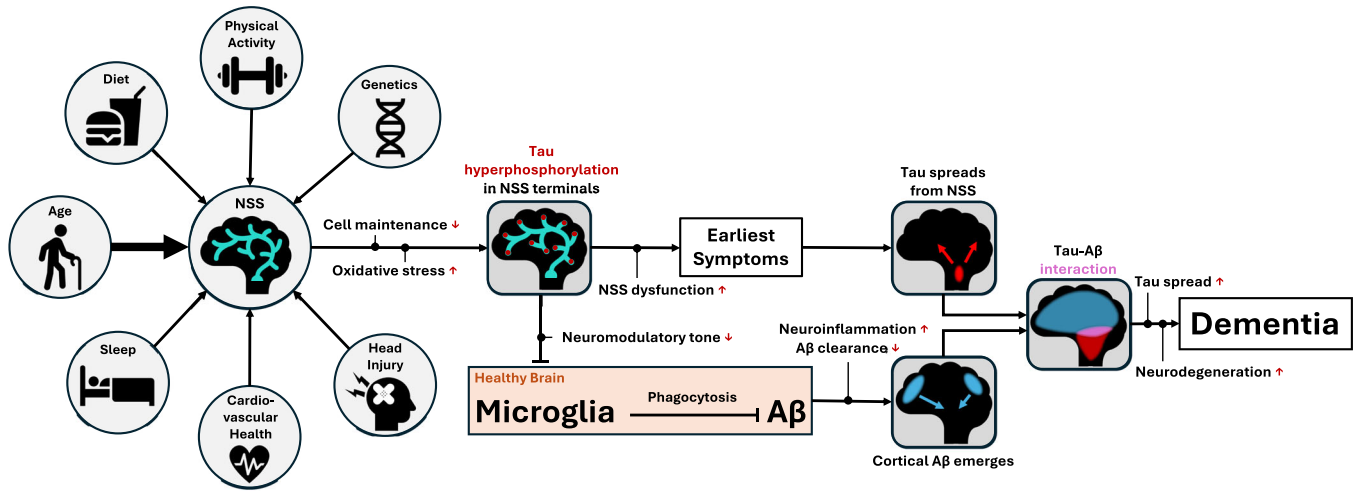 Physical
Activity
Diet
Genetics
Age
NSS
Sleep
Head
Injury
Cardio-
vascular
Health
Cell maintenance ↓
Oxidative stress ↑
Tau
hyperphosphorylation
in NSS terminals
NSS dysfunction ↑
Earliest
Symptoms
Tau spreads
from NSS
Neuromodulatory tone ↓
Healthy Brain
Microglia
Phagocytosis
Aβ
Neuroinflammation ↑
Aβ clearance ↓
Cortical Aβ emerges
Tau-Aβ
interaction
Tau spread ↑
Neurodegeneration ↑
Dementia